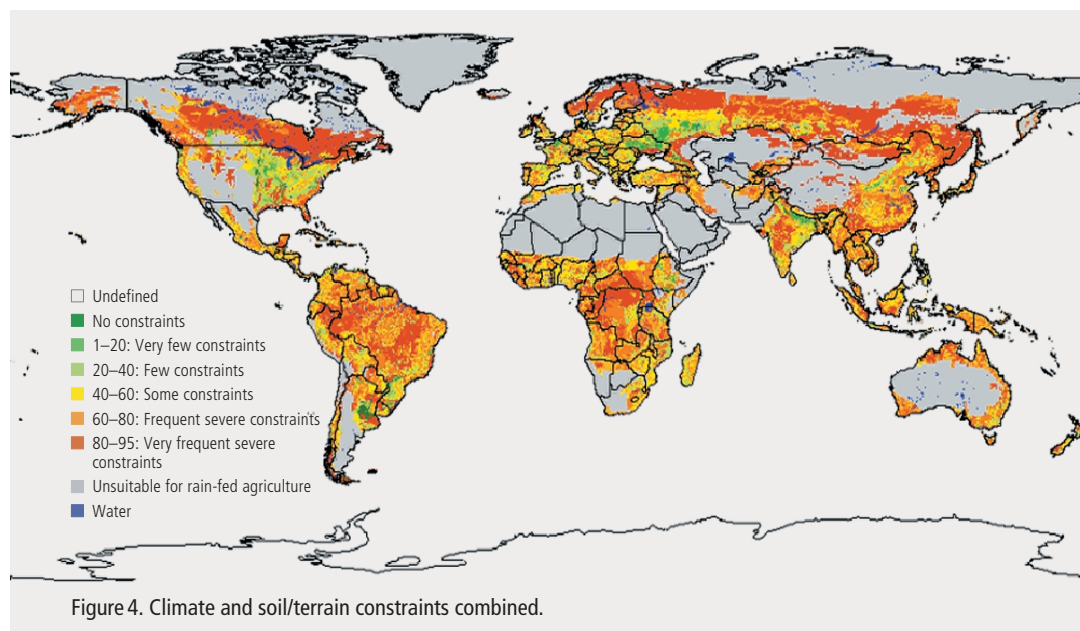 Undefined
No constraints
1–20: Very few constraints
20–40: Few constraints
40–60: Some constraints
60–80: Frequent severe constraints
80–95: Very frequent severe
constraints
Unsuitable for rain-fed agriculture
Water
Figure 4. Climate and soil/terrain constraints combined.